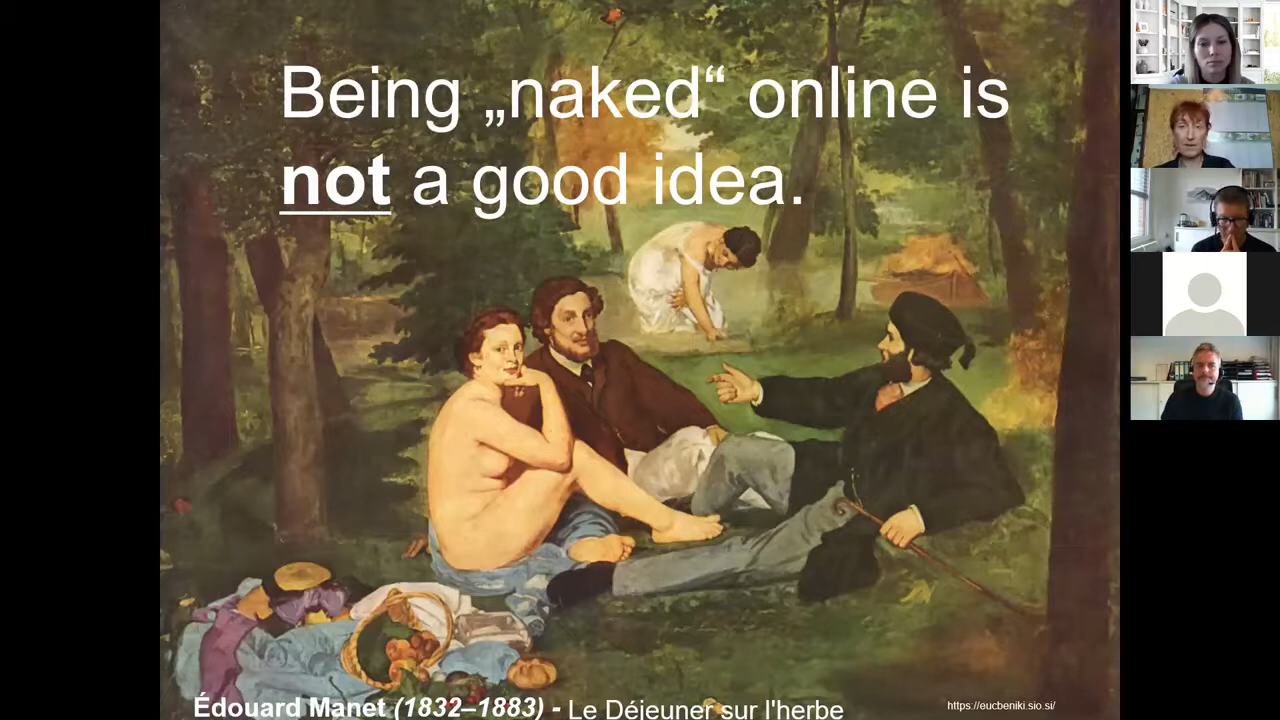 Being „naked“ online is
not a good idea.
Édouard Manet (1832–1883) - Le Déjeuner sur l'herbe
https://eucbeniki.sio.si/